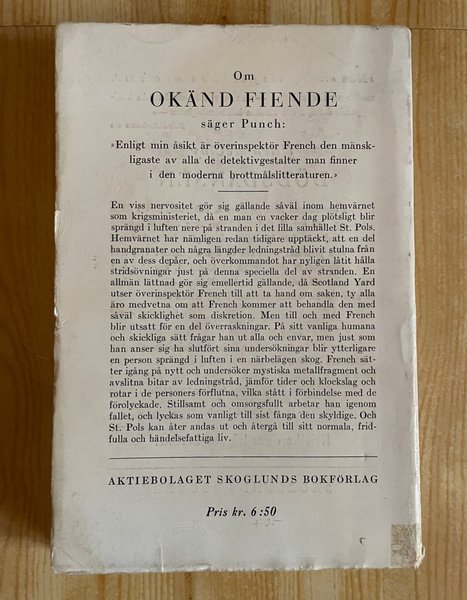 Om
OKÄND FIENDE
säger Punch:
»Enligt min åsikt är överinspektör French den mänsk-
ligaste av alla de detektivgestalter man finner
i den moderna brottmålslitteraturen.»
En viss nervositet gör sig gällande såväl inom hemvärnet
som krigsministeriet, då en man en vacker dag plötsligt blir
sprängd i luften nere på stranden i det lilla samhället St. Pols.
Hemvärnet har nämligen redan tidigare upptäckt, att en del
handgranater och några längder ledningstråd blivit stulna från
en av dess depåer, och överkommandot har nyligen låtit hålla
stridsövningar just på denna speciella del av stranden. En
allmän lättnad gör sig emellertid gällande, då Scotland Yard
utser överinspektör French till att ta hand om saken, ty alla
äro medvetna om att French kommer att behandla den med
såväl skicklighet som diskretion. Men till och med French
blir utsatt för en del överraskningar. På sitt vanliga humana
och skickliga sätt frågar han ut alla och envar, men just som
han anser sig ha slutfört sina undersökningar blir ytterligare
en person sprängd i luften i en närbelägen skog. French sät-
ter igång på nytt och undersöker mystiska metallfragment och
avslitna bitar av ledningstråd, jämför tider och klockslag och
rotar i de personers förflutna, vilka stått i förbindelse med de
förolyckade. Stillsamt och omsorgsfullt arbetar han igenom
fallet, och lyckas som vanligt till sist fånga den skyldige. Och
St. Pols kan åter andas ut och återgå till sitt normala, frid-
fulla och händelsefattiga liv.
AKTIEBOLAGET SKOGLUNDS BOKFÖRLAG
Pris kr. 6:50